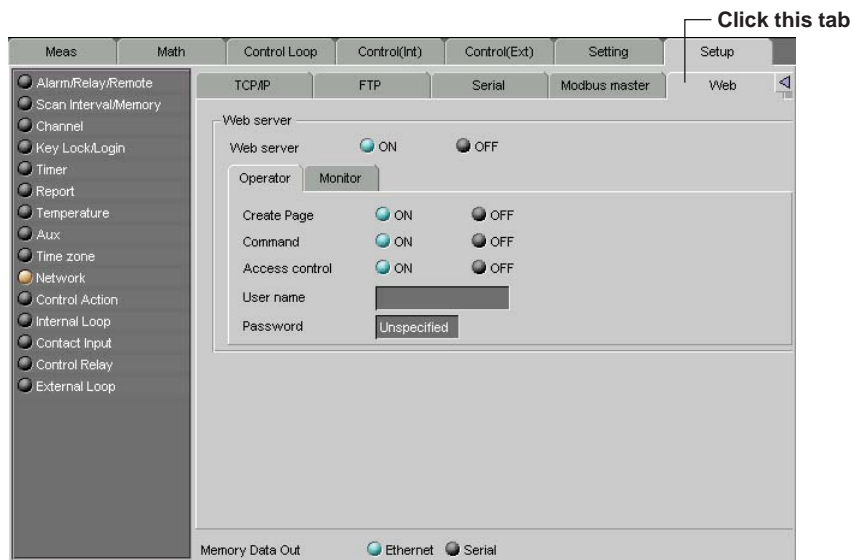 Click this tab
Meas Math Control Loop Control(Int) Control(Ext) Setting Setup
Alarm/Relay/Remote
Scan Interval/Memory
Channel
Key Lock/Login
Timer
Report
Temperature
Aux
Time zone
Network
Control Action
Internal Loop
Contact Input
Control Relay
External Loop
TCP/IP FTP Serial Modbus master Web
Web server
Web server ON OFF
Operator Monitor
Create Page ON OFF
Command ON OFF
Access control ON OFF
User name
Password Unspecified
Memory Data Out Ethernet Serial